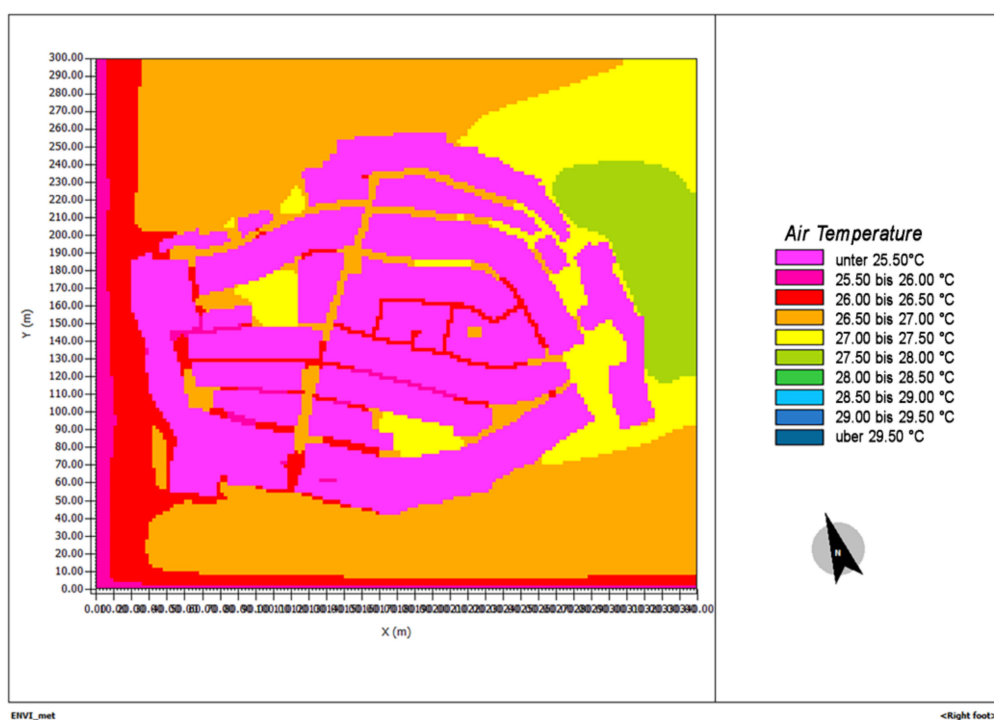 300.00
290.00
280.00
270.00
260.00
250.00
240.00
230.00
220.00
210.00
200.00
190.00
180.00
170.00
160.00
150.00
140.00
130.00
120.00
110.00
100.00
90.00
80.00
70.00
60.00
50.00
40.00
30.00
20.00
10.00
0.00
Y (m)
X (m)
Air Temperature
unter 25.50°C
25.50 bis 26.00 °C
26.00 bis 26.50 °C
26.50 bis 27.00 °C
27.00 bis 27.50 °C
27.50 bis 28.00 °C
28.00 bis 28.50 °C
28.50 bis 29.00 °C
29.00 bis 29.50 °C
uber 29.50 °C
N
ENVI_met
<Right foot>